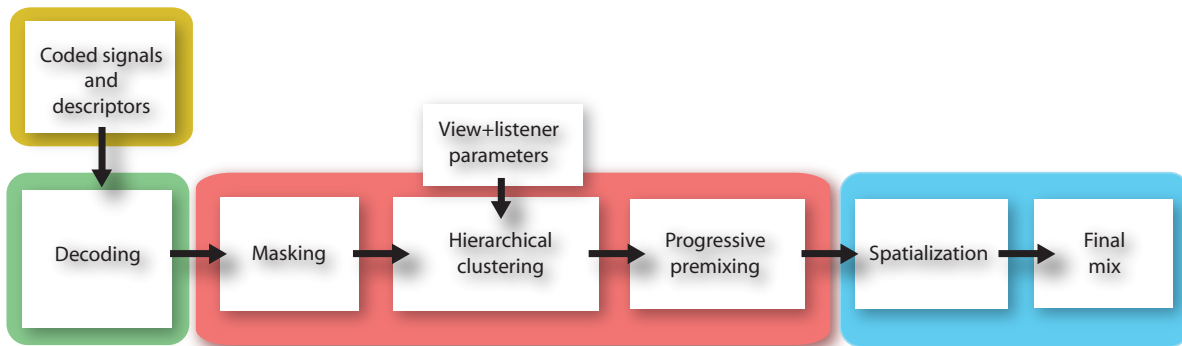 Coded signals
and
descriptors
View+listener
parameters
Decoding
Masking
Hierarchical
clustering
Progressive
premixing
Spatialization
Final
mix